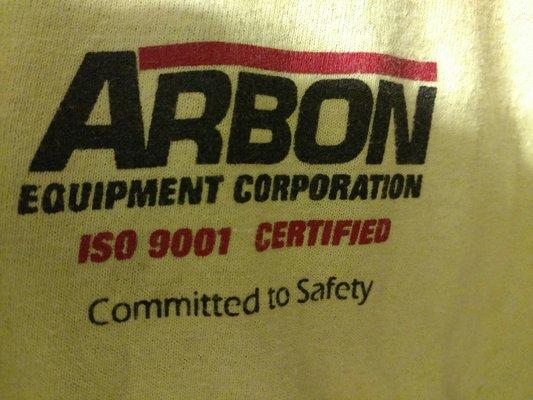 ARBON
EQUIPMENT CORPORATION
ISO 9001 CERTIFIED
Committed to Safety